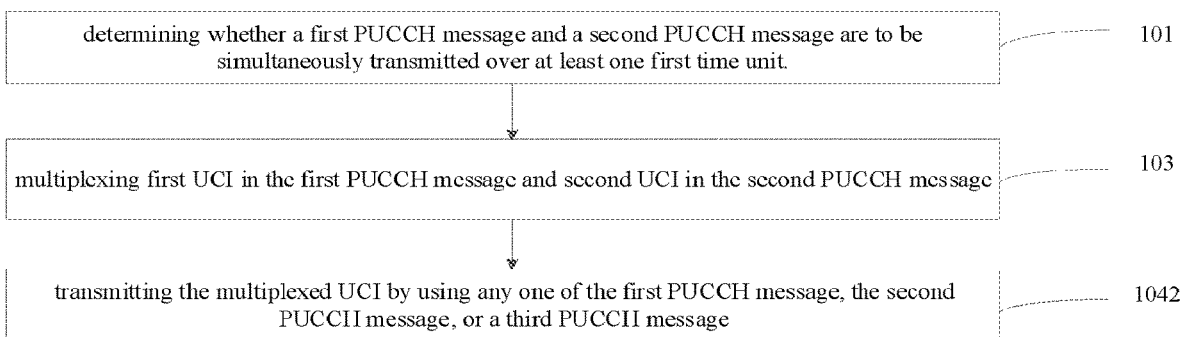 determining whether a first PUCCH message and a second PUCCH message are to be
simultaneously transmitted over at least one first time unit.
101
multiplexing first UCI in the first PUCCH message and second UCI in the second PUCCH message
103
transmitting the multiplexed UCI by using any one of the first PUCCH message, the second
PUCCH message, or a third PUCCH message
1042